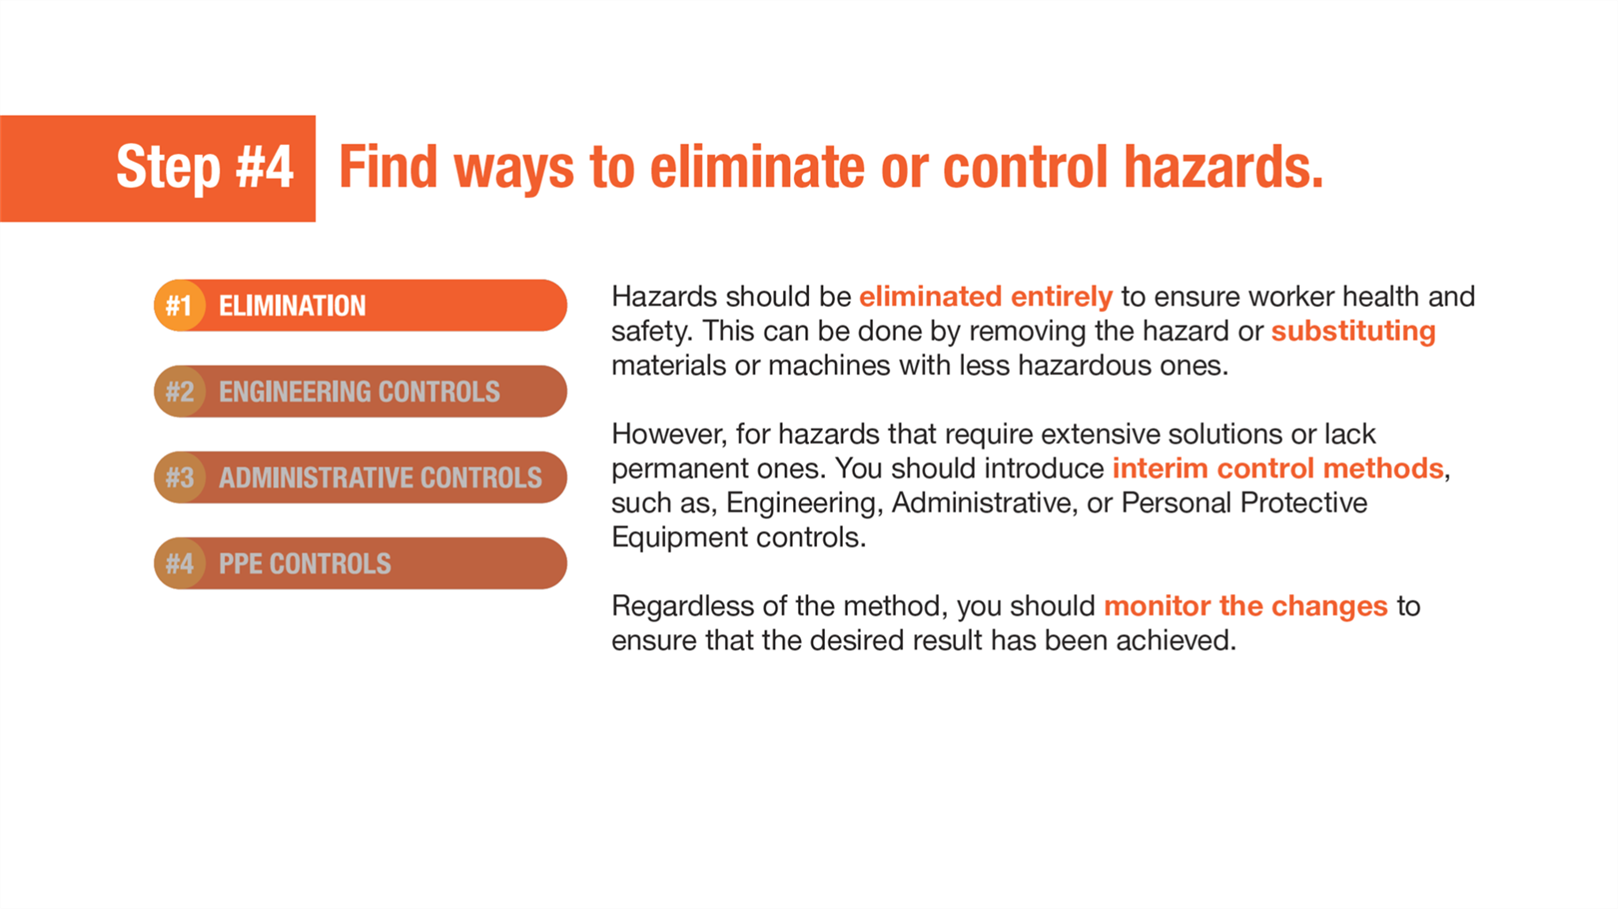 Step #4 Find ways to eliminate or control hazards.
#1 ELIMINATION
#2 ENGINEERING CONTROLS
#3 ADMINISTRATIVE CONTROLS
#4 PPE CONTROLS
Hazards should be eliminated entirely to ensure worker health and
safety. This can be done by removing the hazard or substituting
materials or machines with less hazardous ones.
However, for hazards that require extensive solutions or lack
permanent ones. You should introduce interim control methods,
such as, Engineering, Administrative, or Personal Protective
Equipment controls.
Regardless of the method, you should monitor the changes to
ensure that the desired result has been achieved.